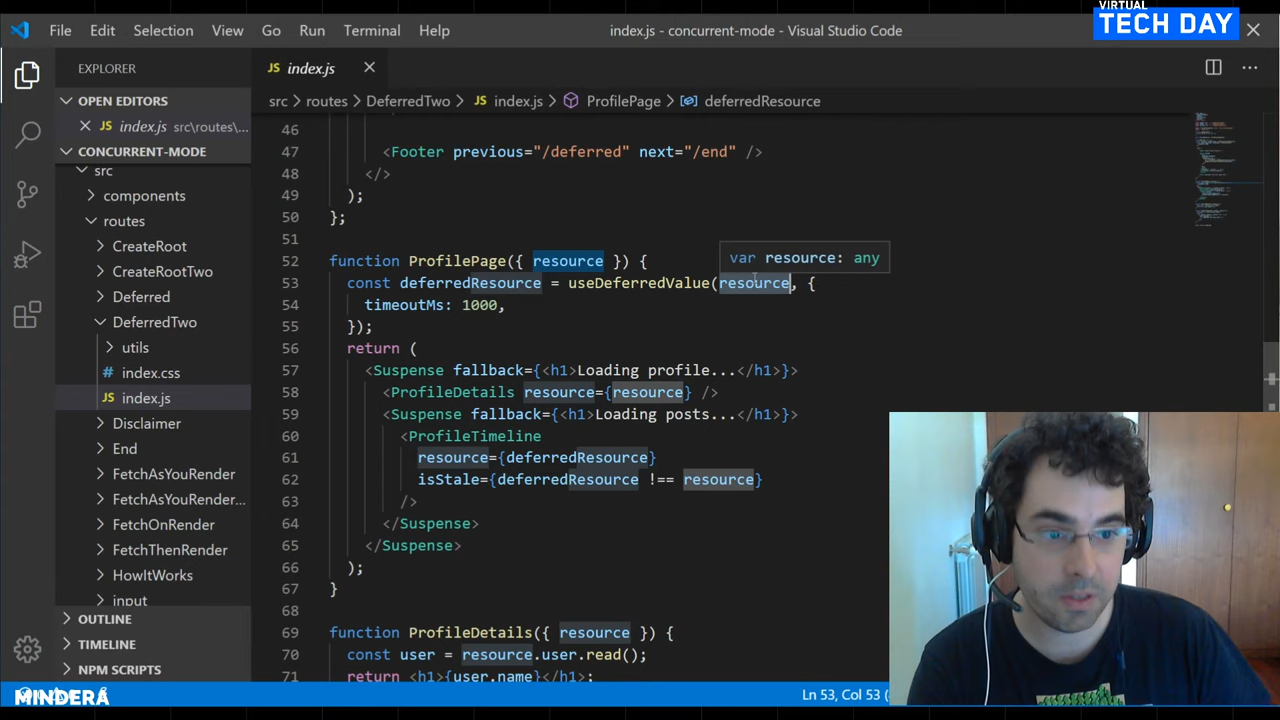 VIRTUAL
TECH DAY
File Edit Selection View Go Run Terminal Help index.js - concurrent-mode - Visual Studio Code
EXPLORER
OPEN EDITORS
JS index.js src\routes\...
CONCURRENT-MODE
src
components
routes
CreateRoot
CreateRootTwo
Deferred
DeferredTwo
utils
index.css
JS index.js
Disclaimer
End
FetchAsYouRender
FetchAsYouRender...
FetchOnRender
FetchThenRender
HowItWorks
input
OUTLINE
TIMELINE
NPM SCRIPTS
JS index.js
src > routes > DeferredTwo > JS index.js > ProfilePage > deferredResource
46
47 <Footer previous="/deferred" next="/end" />
48 </>
49 );
50 };
51
52 function ProfilePage({ resource }) {
var resource: any
53 const deferredResource = useDeferredValue(resource, {
54 timeoutMs: 1000,
55 });
56 return (
57 <Suspense fallback={<h1>Loading profile...</h1>}>
58 <ProfileDetails resource={resource} />
59 <Suspense fallback={<h1>Loading posts...</h1>}>
60 <ProfileTimeline
61 resource={deferredResource}
62 isStale={deferredResource !== resource}
63 />
64 </Suspense>
65 </Suspense>
66 );
67 }
68
69 function ProfileDetails({ resource }) {
70 const user = resource.user.read();
71 return <h1>{user.name}</h1>;
MINDERA
Ln 53, Col 53